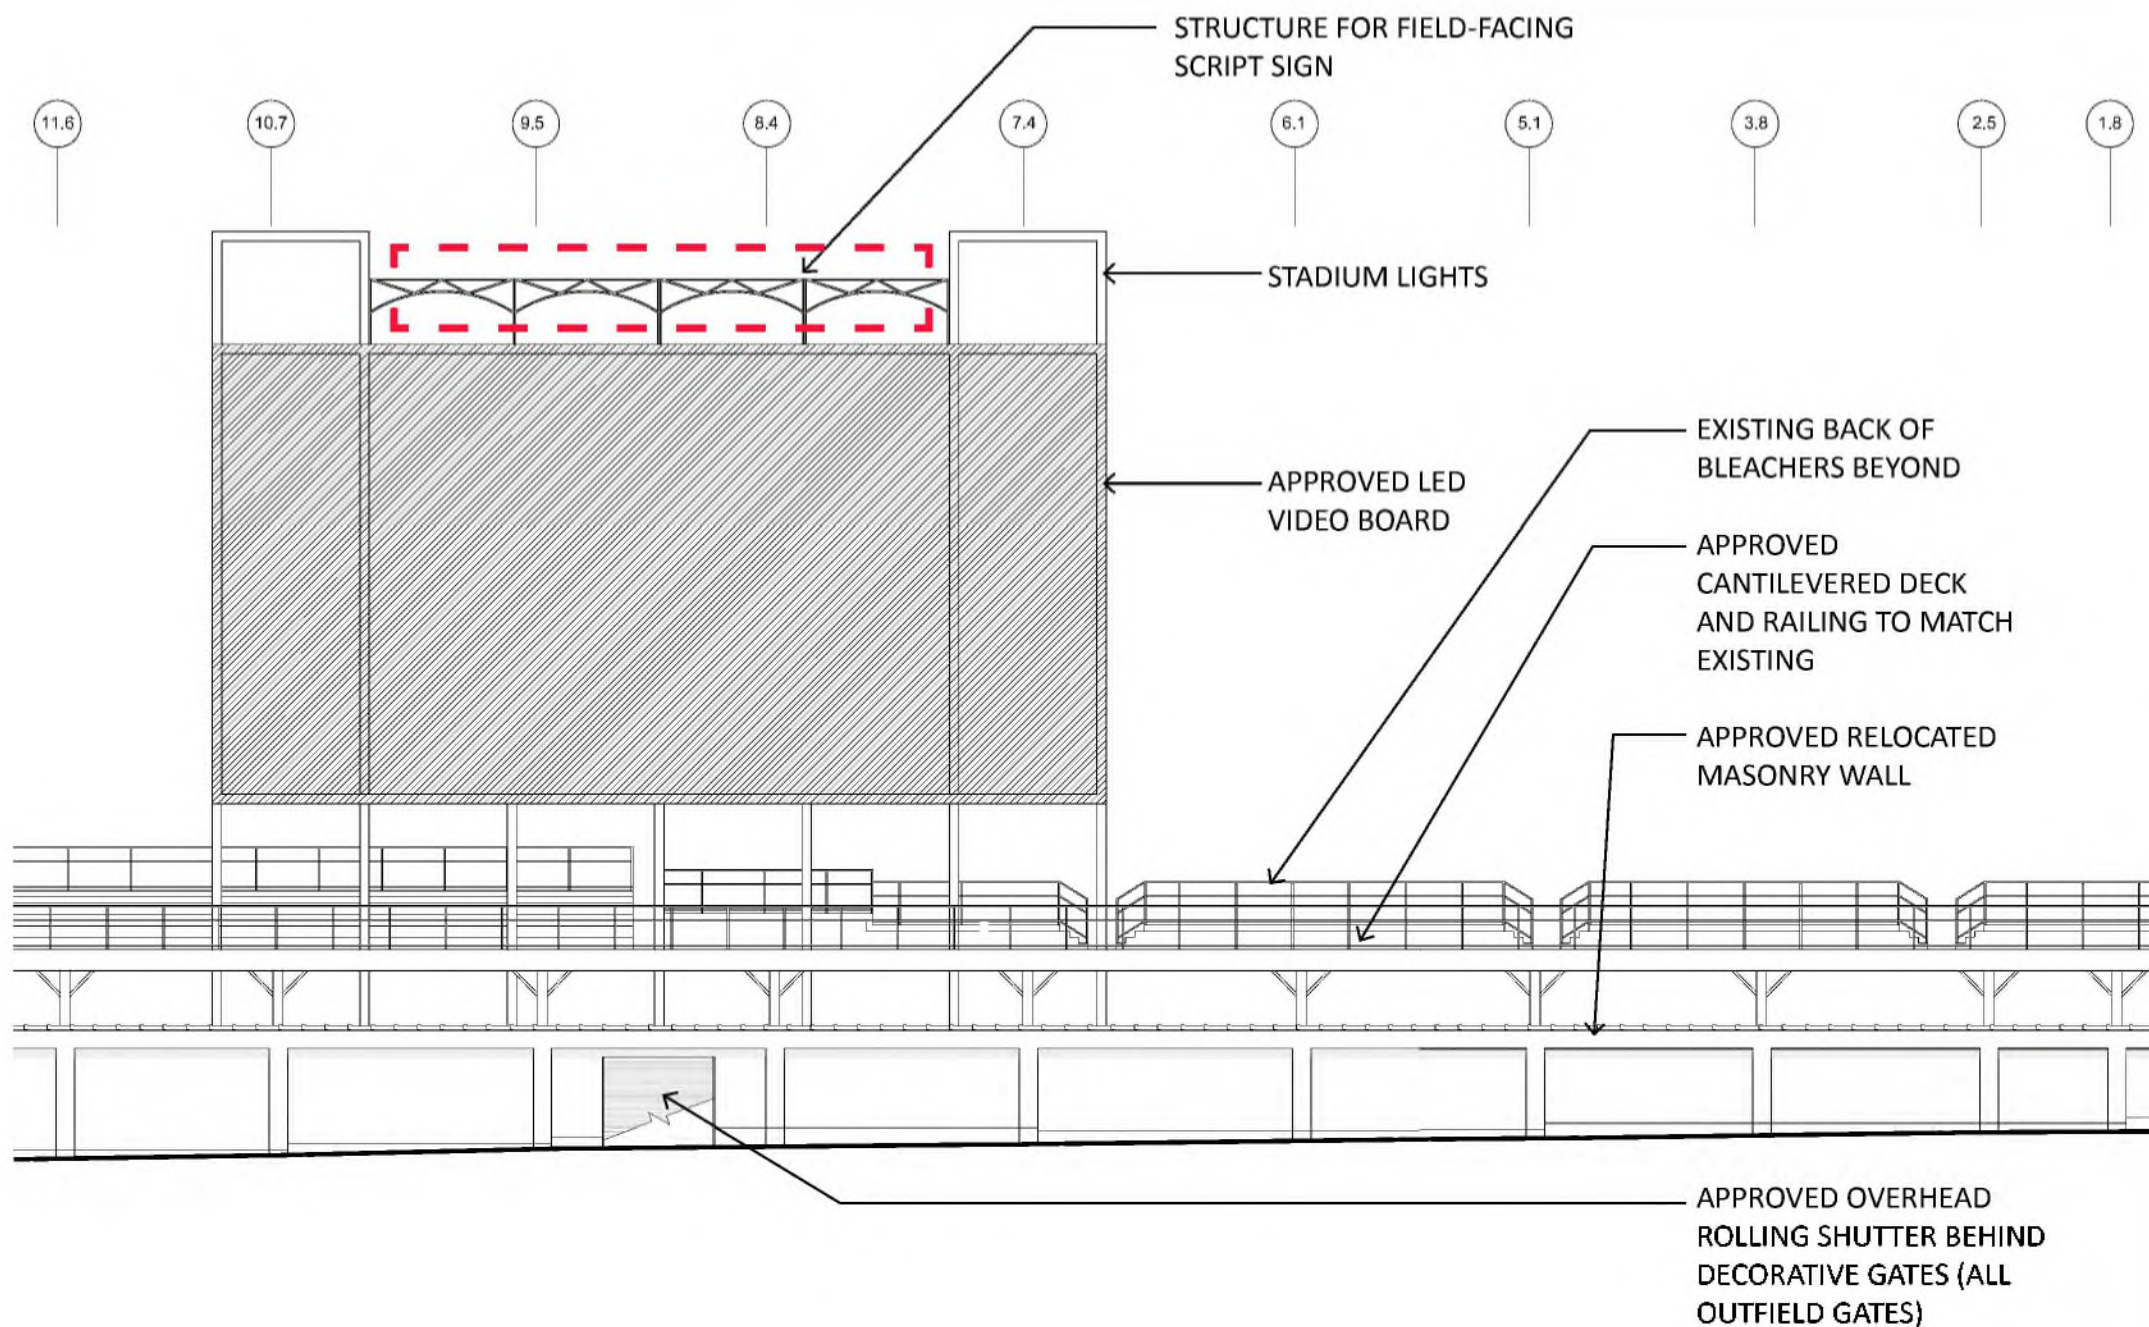 STRUCTURE FOR FIELD-FACING
SCRIPT SIGN
11.6 10.7 9.5 8.4 7.4 6.1 5.1 3.8 2.5 1.8
STADIUM LIGHTS
APPROVED LED
VIDEO BOARD
EXISTING BACK OF
BLEACHERS BEYOND
APPROVED
CANTILEVERED DECK
AND RAILING TO MATCH
EXISTING
APPROVED RELOCATED
MASONRY WALL
APPROVED OVERHEAD
ROLLING SHUTTER BEHIND
DECORATIVE GATES (ALL
OUTFIELD GATES)